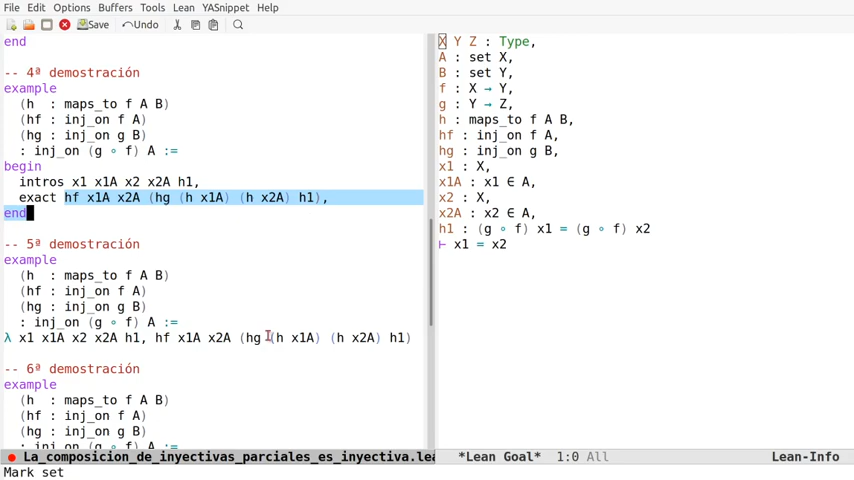 File Edit Options Buffers Tools Lean YASnippet Help
Save Undo
end
-- 4ª demostración
example
(h : maps_to f A B)
(hf : inj_on f A)
(hg : inj_on g B)
: inj_on (g ∘ f) A :=
begin
intros x1 x1A x2 x2A h1,
exact hf x1A x2A (hg (h x1A) (h x2A) h1),
end
-- 5ª demostración
example
(h : maps_to f A B)
(hf : inj_on f A)
(hg : inj_on g B)
: inj_on (g ∘ f) A :=
λ x1 x1A x2 x2A h1, hf x1A x2A (hg (h x1A) (h x2A) h1)
-- 6ª demostración
example
(h : maps_to f A B)
(hf : inj_on f A)
(hg : inj_on g B)
: inj_on (g ∘ f) A :=
La_composicion_de_inyectivas_parciales_es_inyectiva.lea
X Y Z : Type,
A : set X,
B : set Y,
f : X → Y,
g : Y → Z,
h : maps_to f A B,
hf : inj_on f A,
hg : inj_on g B,
x1 : X,
x1A : x1 ∈ A,
x2 : X,
x2A : x2 ∈ A,
h1 : (g ∘ f) x1 = (g ∘ f) x2
⊢ x1 = x2
*Lean Goal* 1:0 All Lean-Info
Mark set